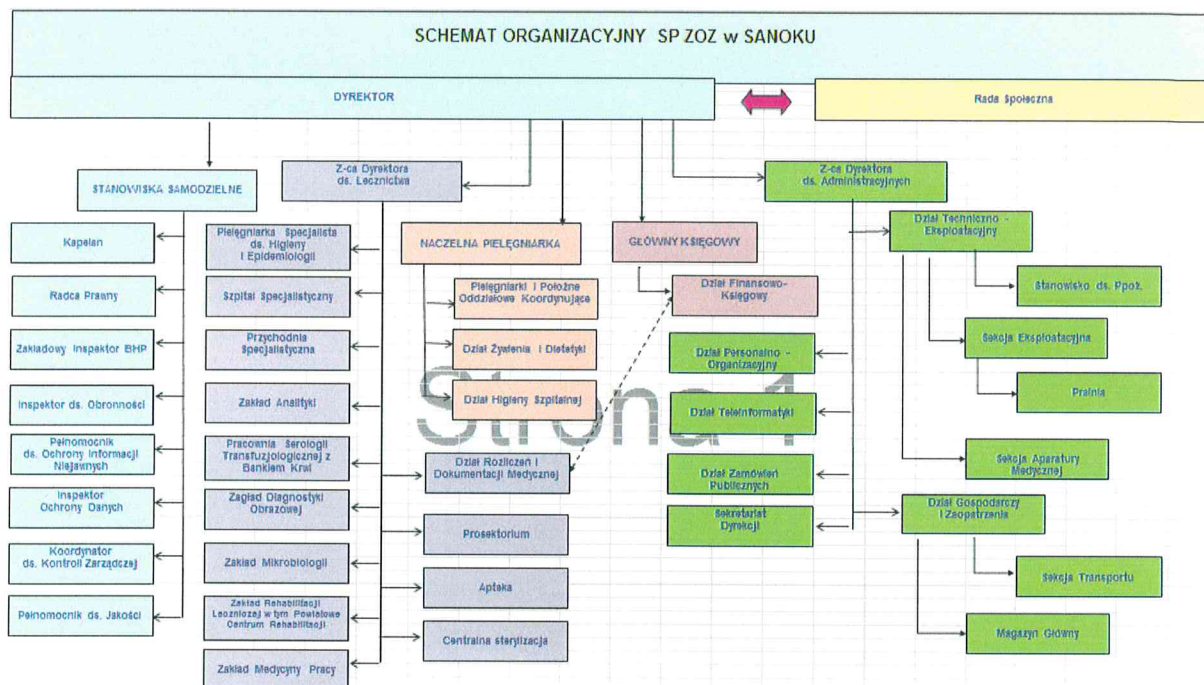 SCHEMAT ORGANIZACYJNY SP ZOZ w SANOKU
DYREKTOR
Rada Społeczna
STANOWISKA SAMODZIELNE
Kapelan
Radca Prawny
Zakładowy Inspektor BHP
Inspektor ds. Obronności
Pełnomocnik
ds. Ochrony Informacji
Niejawnych
Inspektor
Ochrony Danych
Koordynator
ds. Kontroli Zarządczej
Pełnomocnik ds. Jakości
Z-ca Dyrektora
ds. Lecznictwa
Pielęgniarka Specjalista
ds. Higieny
i Epidemiologii
Szpital Specjalistyczny
Przychodnia
Specjalistyczna
Zakład Analityki
Pracownia Serologii
Transfuzjologicznej z
Bankiem Krwi
Zagład Diagnostyki
Obrazowej
Zakład Mikrobiologii
Zakład Rehabilitacji
Leczniczej w tym Powiatowe
Centrum Rehabilitacji
Zakład Medycyny Pracy
NACZELNA PIELĘGNIARKA
Pielęgniarki i Położne
Oddziałowe Koordynujące
Dział Żywienia i Dietetyki
Dział Higieny Szpitalnej
Dział Rozliczeń i
Dokumentacji Medycznej
Prosektorium
Apteka
Centralna sterylizacja
GŁÓWNY KSIĘGOWY
Dział Finansowo-
Księgowy
Z-ca Dyrektora
ds. Administracyjnych
Dział Personalno -
Organizacyjny
Dział Teleinformatyki
Dział Zamówień
Publicznych
Sekretariat
Dyrekcji
Dział Techniczno -
Eksploatacyjny
Stanowisko ds. Ppoż.
Sekcja Eksploatacyjna
Pralnia
Sekcja Aparatury
Medycznej
Dział Gospodarczy
i Zaopatrzenia
Sekcja Transportu
Magazyn Główny
Strona 1